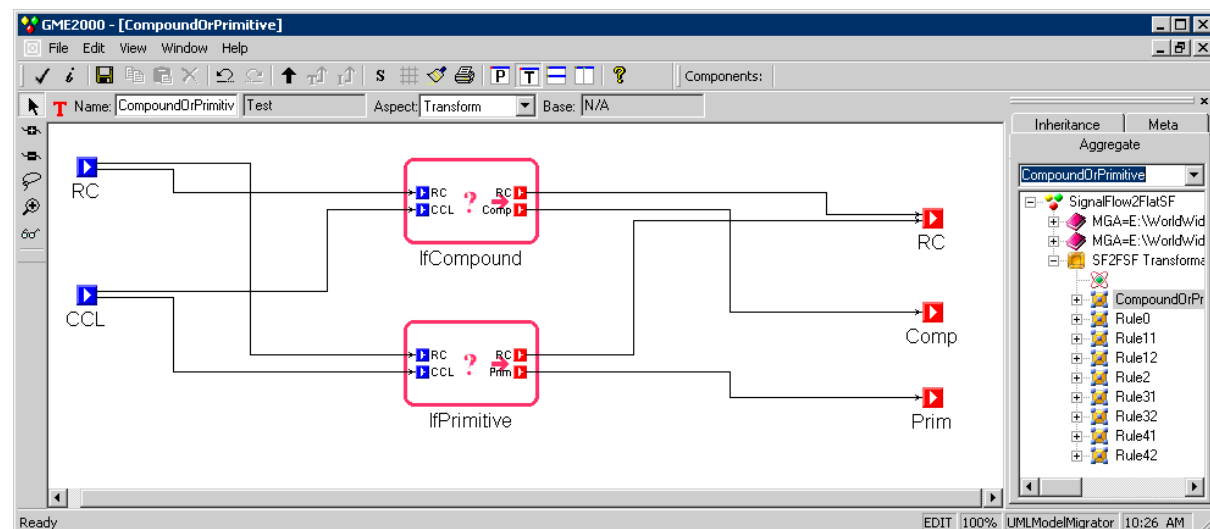 GME2000 - [CompoundOrPrimitive]
File Edit View Window Help
S P T Components:
T Name: CompoundOrPrimitiv Test Aspect: Transform Base: N/A
Inheritance Meta
Aggregate
CompoundOrPrimitive
SignalFlow2FlatSF
MGA=E:\WorldWid
MGA=E:\WorldWid
SF2FSF Transforma
CompoundOrPr
Rule0
Rule11
Rule12
Rule2
Rule31
Rule32
Rule41
Rule42
RC
CCL
RC ? RC
CCL Comp
IfCompound
RC ? RC
CCL Prim
IfPrimitive
RC
Comp
Prim
Ready EDIT 100% UMLModelMigrator 10:26 AM